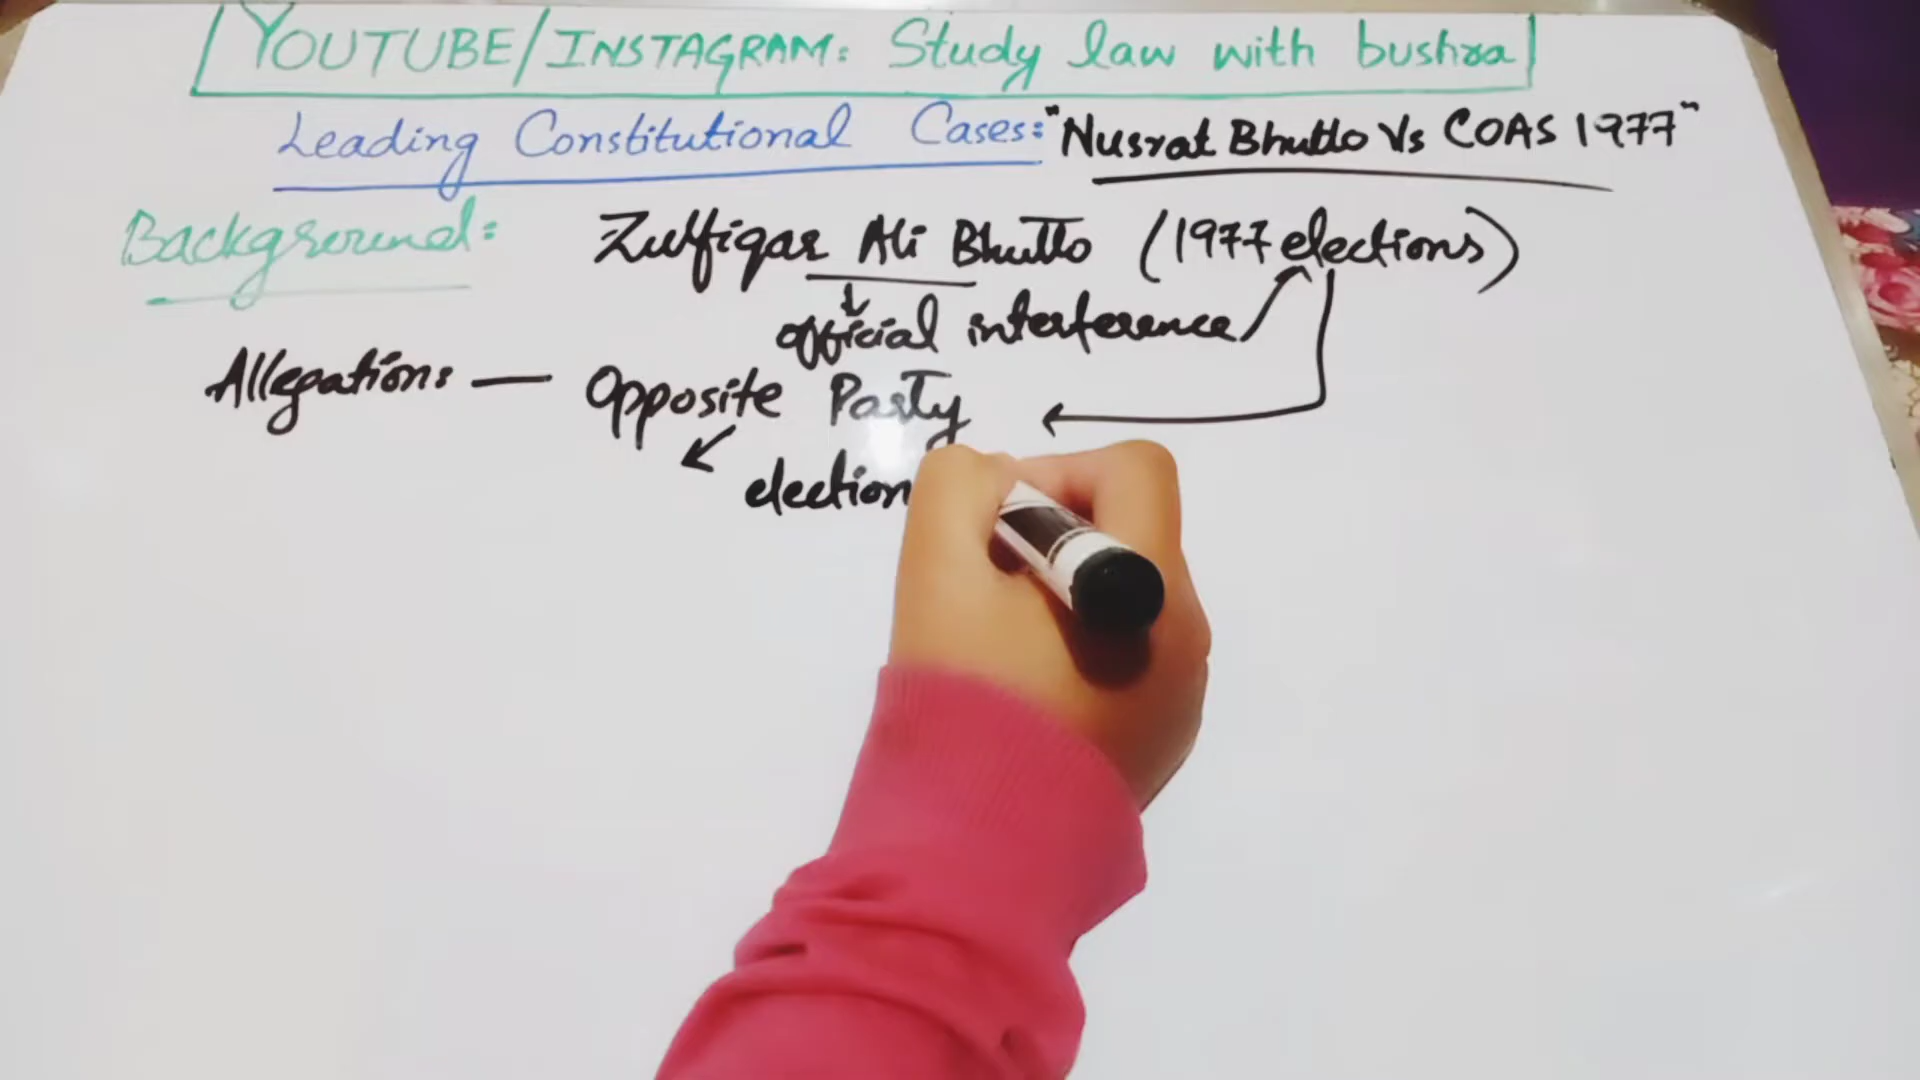 YOUTUBE/INSTAGRAM: Study law with bushra
Leading Constitutional Cases: "Nusrat Bhutto Vs COAS 1977"
Background: Zulfiqar Ali Bhutto (1977 elections)
official interference
Allegations — Opposite Party
election